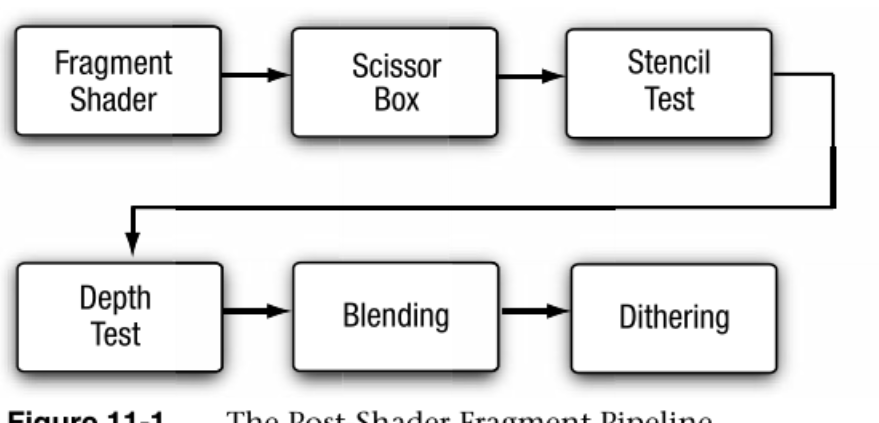 Fragment
Shader
Scissor
Box
Stencil
Test
Depth
Test
Blending
Dithering
Figure 11-1 The Post-Shader Fragment Pipeline